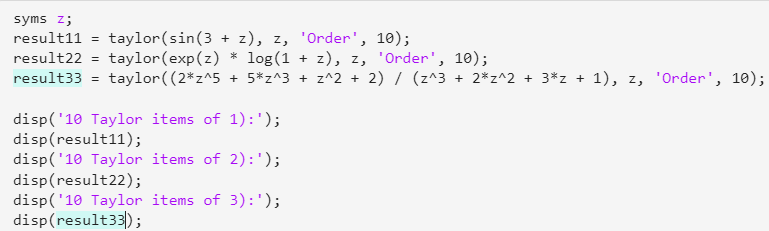 syms z;
result11 = taylor(sin(3 + z), z, 'Order', 10);
result22 = taylor(exp(z) * log(1 + z), z, 'Order', 10);
result33 = taylor((2*z^5 + 5*z^3 + z^2 + 2) / (z^3 + 2*z^2 + 3*z + 1), z, 'Order', 10);
disp('10 Taylor items of 1):');
disp(result11);
disp('10 Taylor items of 2):');
disp(result22);
disp('10 Taylor items of 3):');
disp(result33);